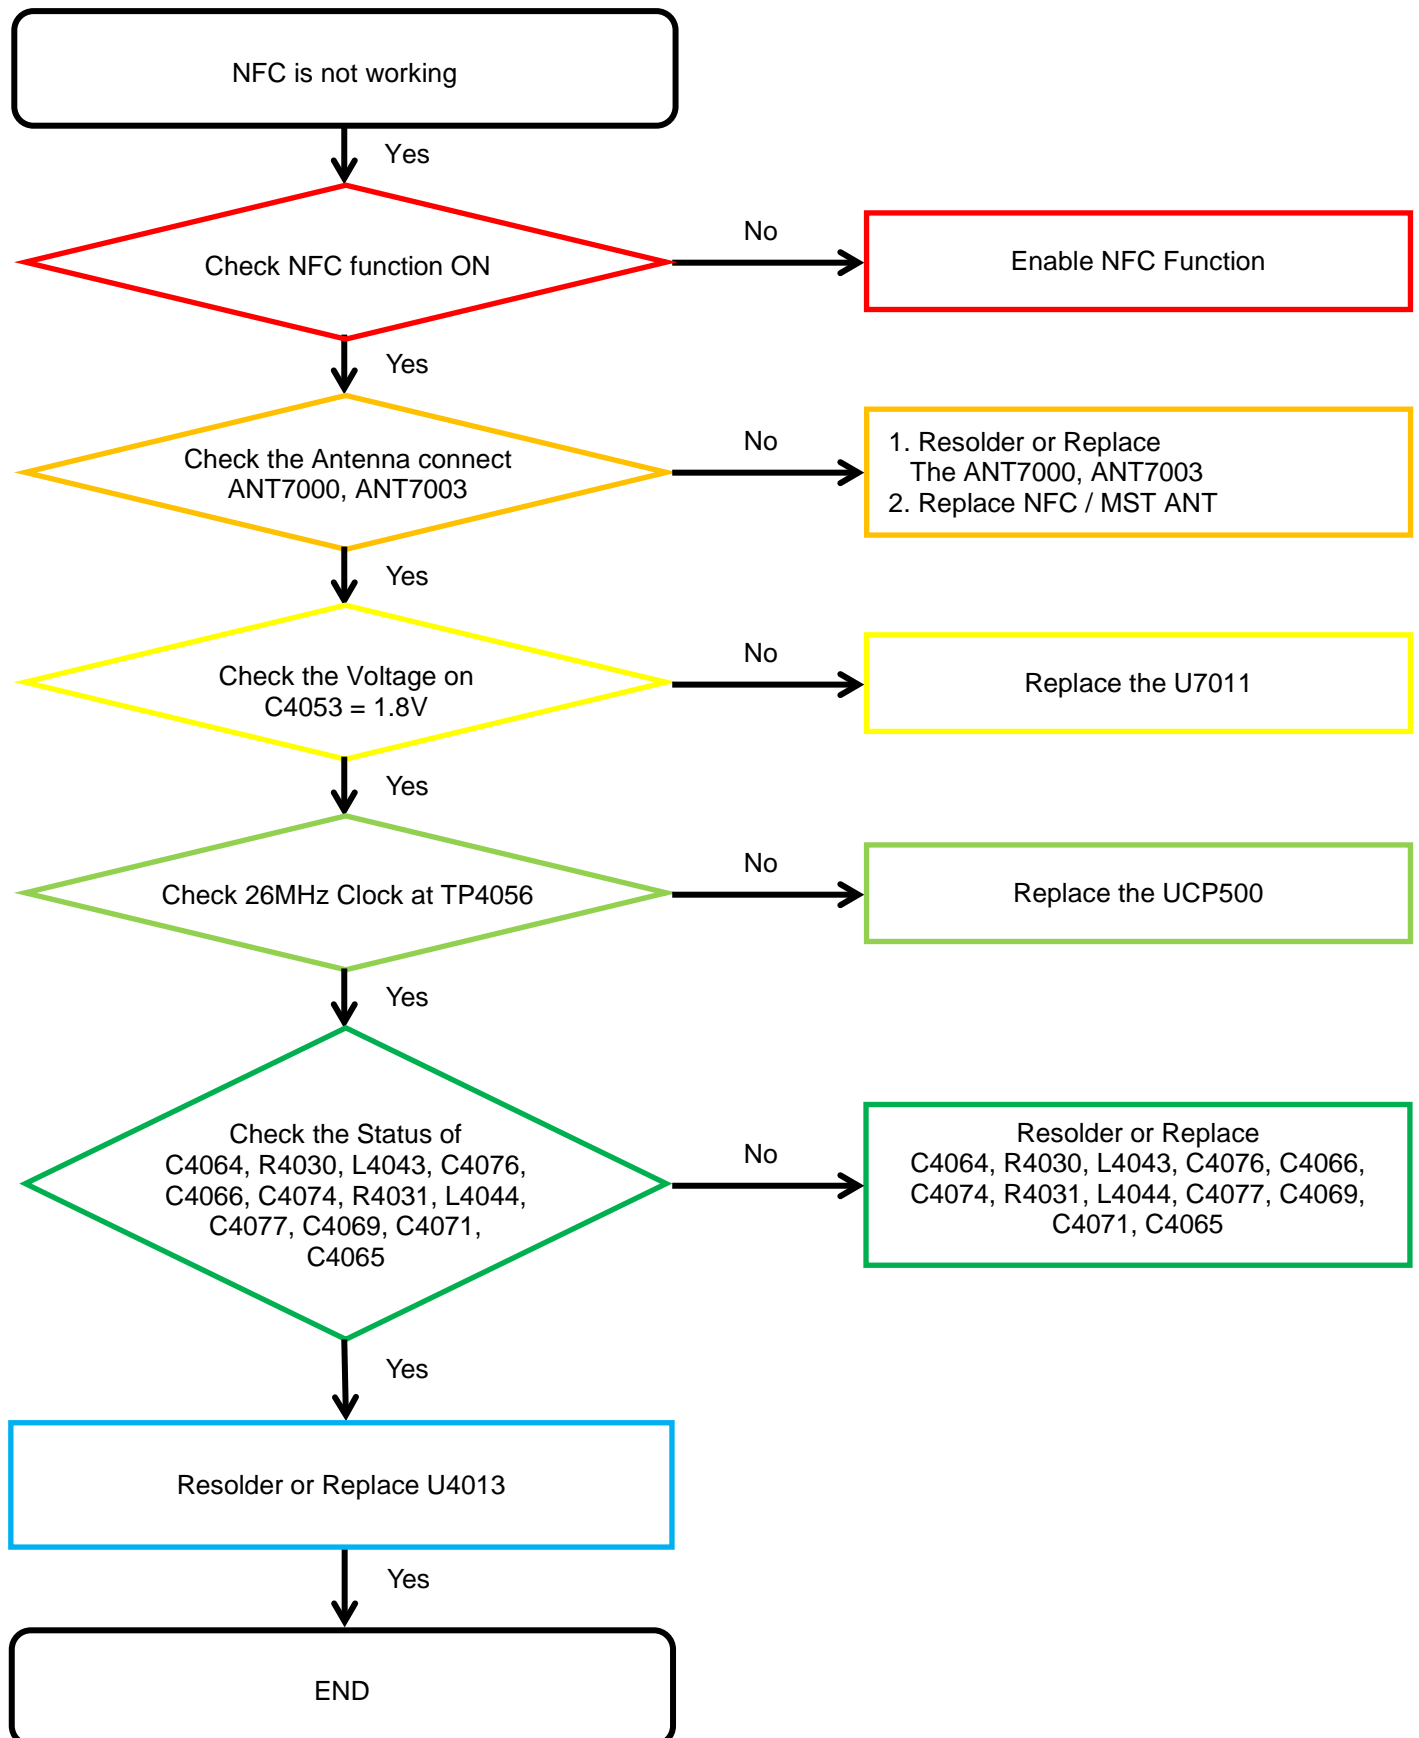 NFC is not working
Yes
Check NFC function ON
No
Enable NFC Function
Yes
Check the Antenna connect
ANT7000, ANT7003
No
1. Resolder or Replace
The ANT7000, ANT7003
2. Replace NFC / MST ANT
Yes
Check the Voltage on
C4053 = 1.8V
No
Replace the U7011
Yes
Check 26MHz Clock at TP4056
No
Replace the UCP500
Yes
Check the Status of
C4064, R4030, L4043, C4076,
C4066, C4074, R4031, L4044,
C4077, C4069, C4071,
C4065
No
Resolder or Replace
C4064, R4030, L4043, C4076, C4066,
C4074, R4031, L4044, C4077, C4069,
C4071, C4065
Yes
Resolder or Replace U4013
Yes
END